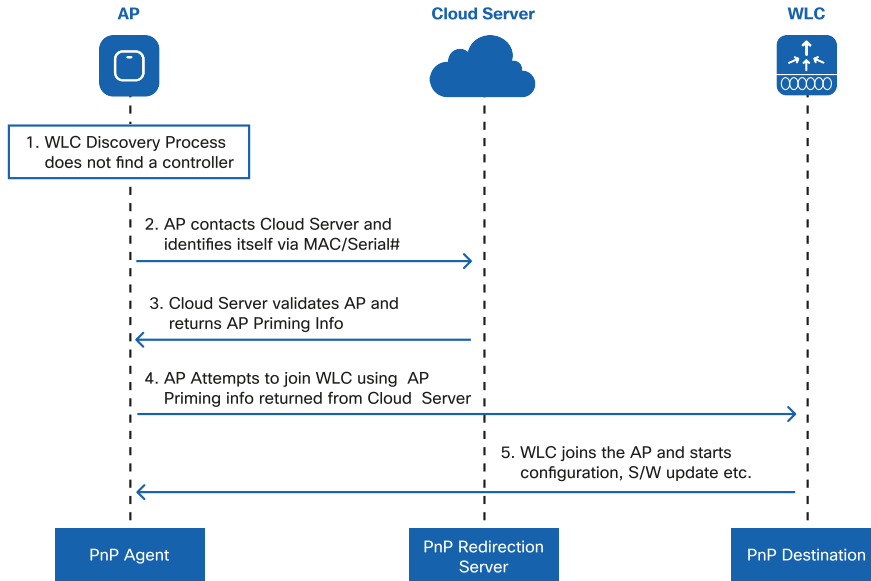 AP
Cloud Server
WLC
1. WLC Discovery Process
does not find a controller
2. AP contacts Cloud Server and
identifies itself via MAC/Serial#
3. Cloud Server validates AP and
returns AP Priming Info
4. AP Attempts to join WLC using AP
Priming info returned from Cloud Server
5. WLC joins the AP and starts
configuration, S/W update etc.
PnP Agent
PnP Redirection
Server
PnP Destination